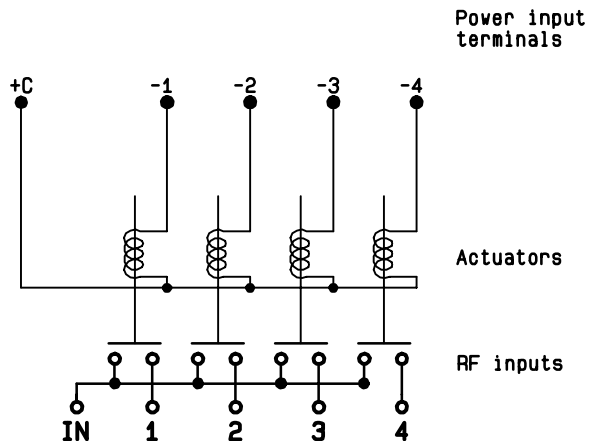 Power input
terminals
+C -1 -2 -3 -4
Actuators
RF inputs
IN 1 2 3 4